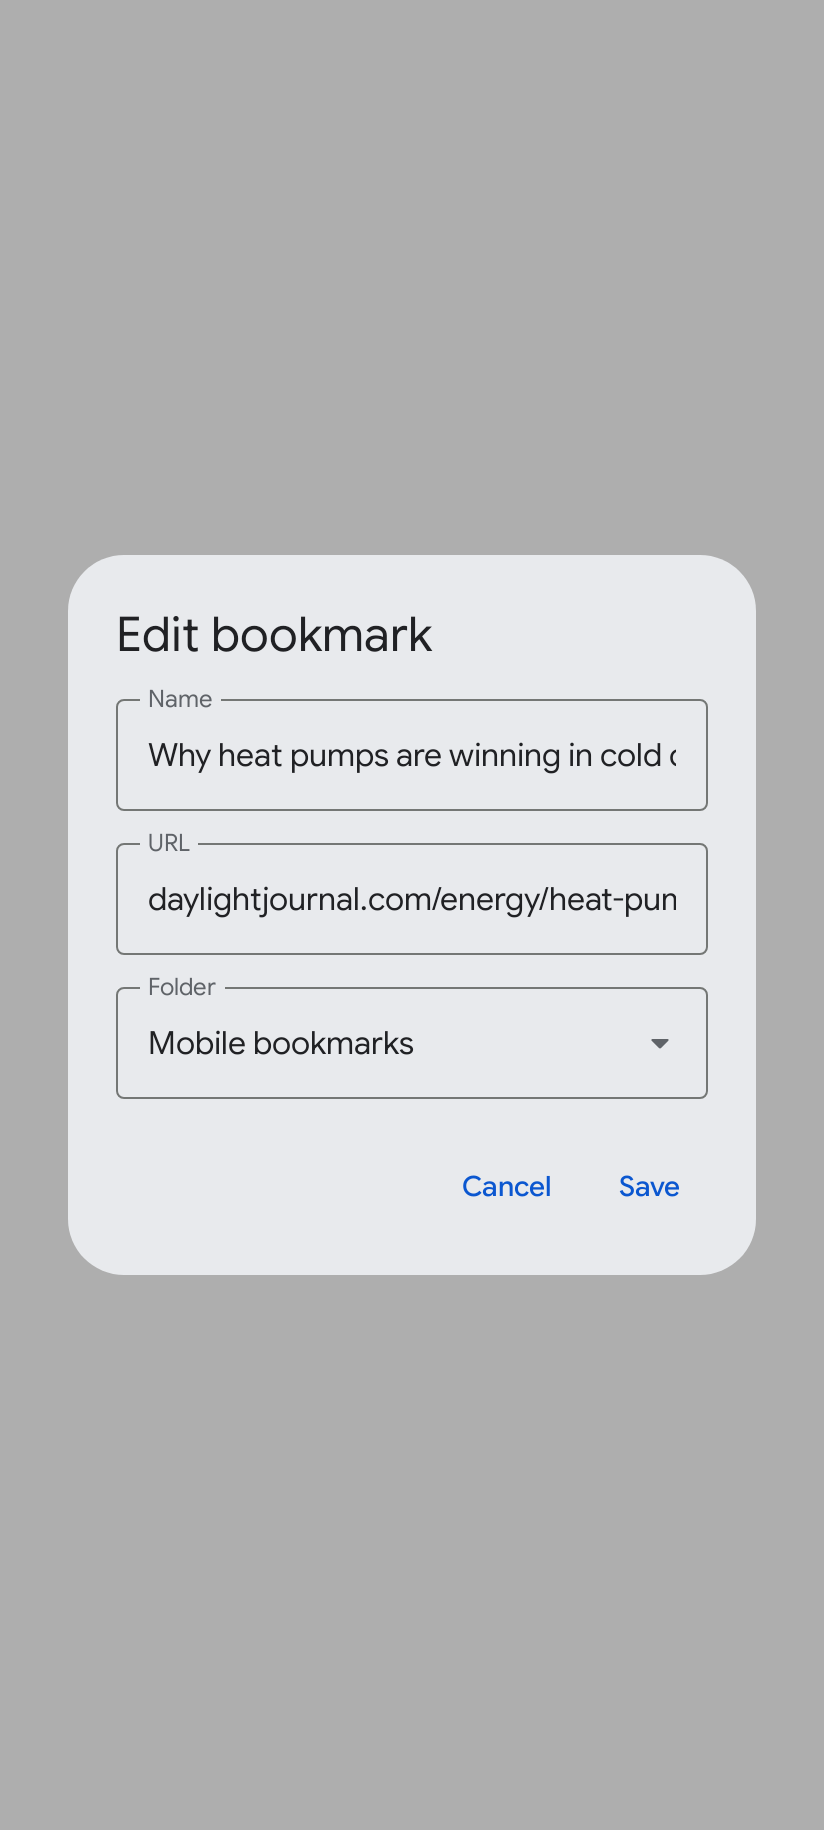 Edit bookmark
Name
Why heat pumps are winning in cold
URL
daylightjournal.com/energy/heat-pun
Folder
Mobile bookmarks
Cancel
Save